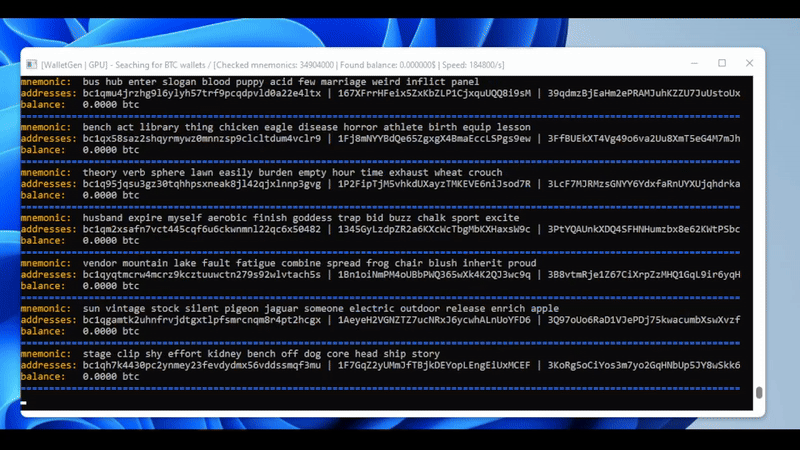 [WalletGen | GPU] - Seaching for BTC wallets / [Checked mnemonics: 34904000 | Found balance: 0.000000$ | Speed: 184800/s]
mnemonic: bus hub enter slogan blood puppy acid few marriage weird inflict panel
addresses: bc1qmu4jrzhg9l6ylyh57trf9pcqdpvld0a22e4ltx | 167XFrrHFeix5ZxKbZLP1CjxquUQQ8i9sM | 39qdmzBjEaHm2ePRAMJuhKZZU7JuUstoUx
balance: 0.0000 btc
mnemonic: bench act library thing chicken eagle disease horror athlete birth equip lesson
addresses: bc1qx58saz2shqyrmywz0mnnzsp9clcltdum4vclr9 | 1Fj8mNYYBdQe65ZgxgX4BmaEccLSPgs9ew | 3FfBUEkXT4Vg49o6va2Uu8XmT5eG4M7mJh
balance: 0.0000 btc
mnemonic: theory verb sphere lawn easily burden empty hour time exhaust wheat crouch
addresses: bc1q95jqsu3gz30tqhhpsxneak8jl42qjxlnnp3gvg | 1P2FipTjM5vhkdUXayzTMKEVE6niJsod7R | 3LcF7MJRMzsGNYY6YdxfaRnUYXUjqhdrka
balance: 0.0000 btc
mnemonic: husband expire myself aerobic finish goddess trap bid buzz chalk sport excite
addresses: bc1qm2xsafn7vct445cqf6u6ckwnmnl22qc6x50482 | 1345GyLzdpZR2a6KXcWcTbgMbKXHaxsW9c | 3PtYQAUnkXDQ4SFHNHumzbx8e62KWtPSbc
balance: 0.0000 btc
mnemonic: vendor mountain lake fault fatigue combine spread frog chair blush inherit proud
addresses: bc1qyqtmcrw4mcrz9kcztuuwctn279s92wlvtach5s | 1Bn1oiNmPM4oUBbPWQ365wXk4K2QJ3wc9q | 3B8vtmRje1Z67CiXrpZzMHQ1GqL9ir6yqH
balance: 0.0000 btc
mnemonic: sun vintage stock silent pigeon jaguar someone electric outdoor release enrich apple
addresses: bc1qgamtk2uhnfrvjdtgxtlpfsmrcnqm8r4pt2hcgx | 1AeyeH2VGNZTZ7ucNRxJ6ycwhALnUoYFD6 | 3Q97oUo6RaD1VJePDj75kwacumbXswXvzf
balance: 0.0000 btc
mnemonic: stage clip shy effort kidney bench off dog core head ship story
addresses: bc1qh7k4430pc2ynmey23fevdydmx56vddssmqf3mu | 1F7GqZ2yUMmJfTBjkDEYopLEngEiUxMCEF | 3KoRg5oCiYos3m7yo2GqHNbUp5JY8wSkk6
balance: 0.0000 btc